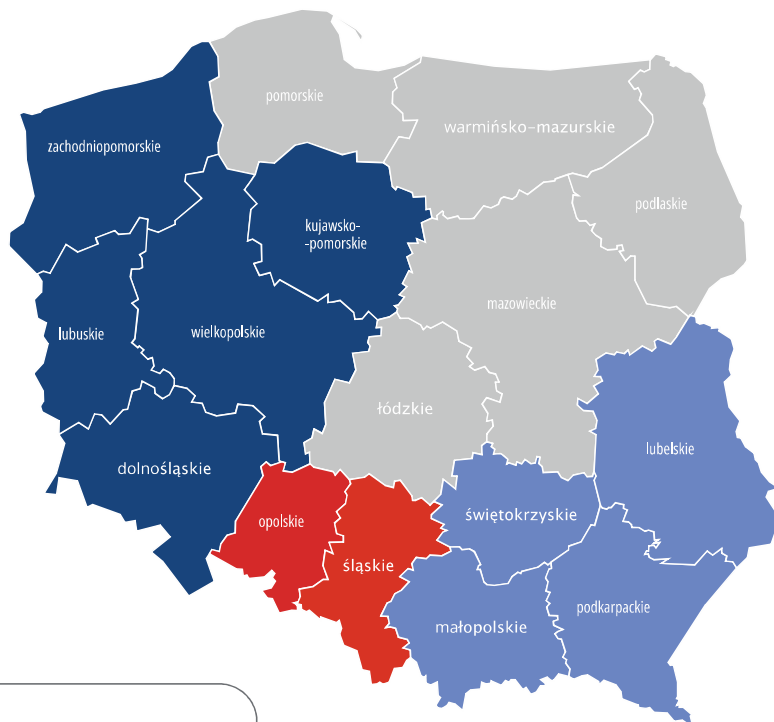 pomorskie
warmińsko-mazurskie
zachodniopomorskie
podlaskie
kujawsko-
-pomorskie
mazowieckie
lubuskie
wielkopolskie
łódzkie
lubelskie
dolnośląskie
opolskie
świętokrzyskie
śląskie
podkarpackie
małopolskie